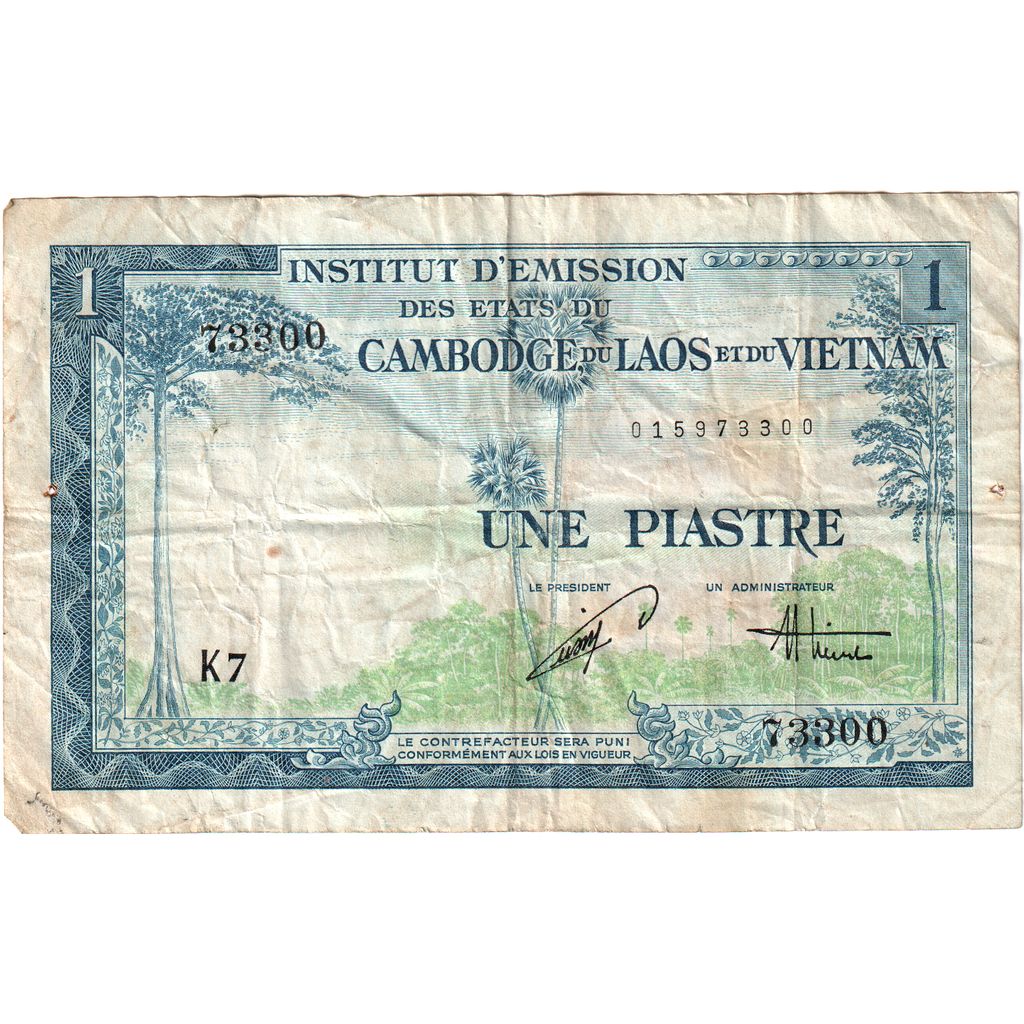 1
INSTITUT D'EMISSION
1
DES ETATS DU
73300
CAMBODGE, DU LAOS ET DU VIETNAM
015973300
UNE PIASTRE
LE PRESIDENT
UN ADMINISTRATEUR
K7
73300
LE CONTREFACTEUR SERA PUNI
CONFORMÉMENT AUX LOIS EN VIGUEUR